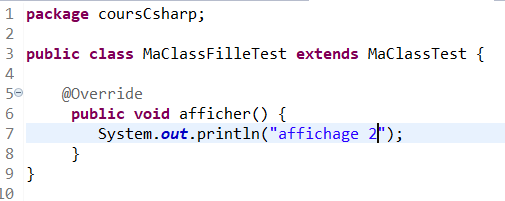 1 package coursCsharp;
2
3 public class MaClassFilleTest extends MaClassTest {
4
5 @Override
6 public void afficher() {
7 System.out.println("affichage 2");
8 }
9 }
10